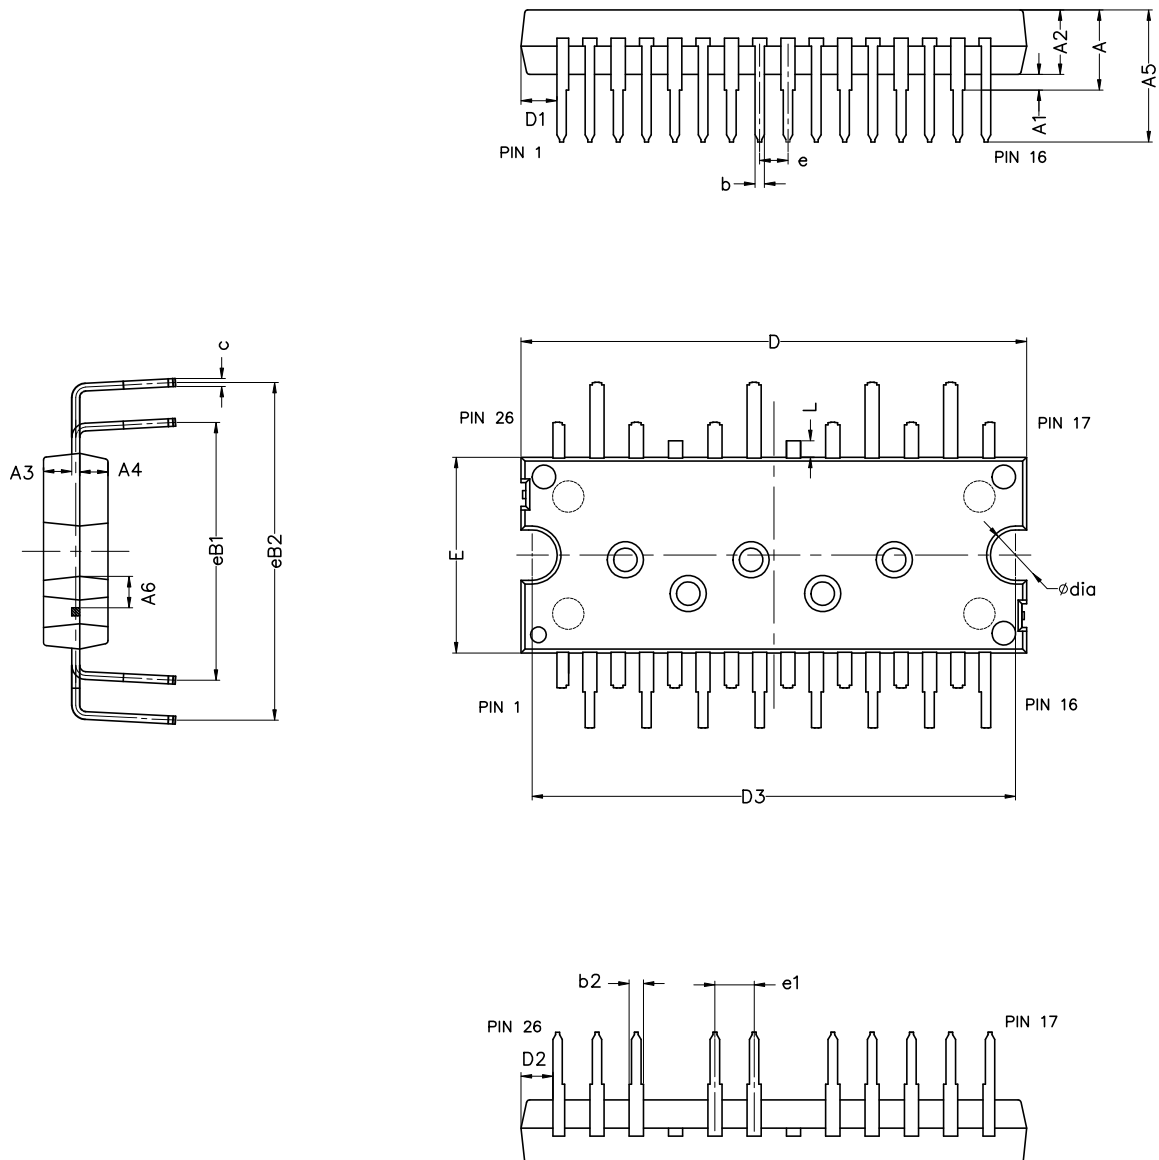 A2
A
A5
D1
A1
PIN 1
PIN 16
e
b
c
D
L
PIN 26
PIN 17
A3
A4
eB1
eB2
E
A6
⌀dia
PIN 1
PIN 16
D3
b2
e1
PIN 26
PIN 17
D2